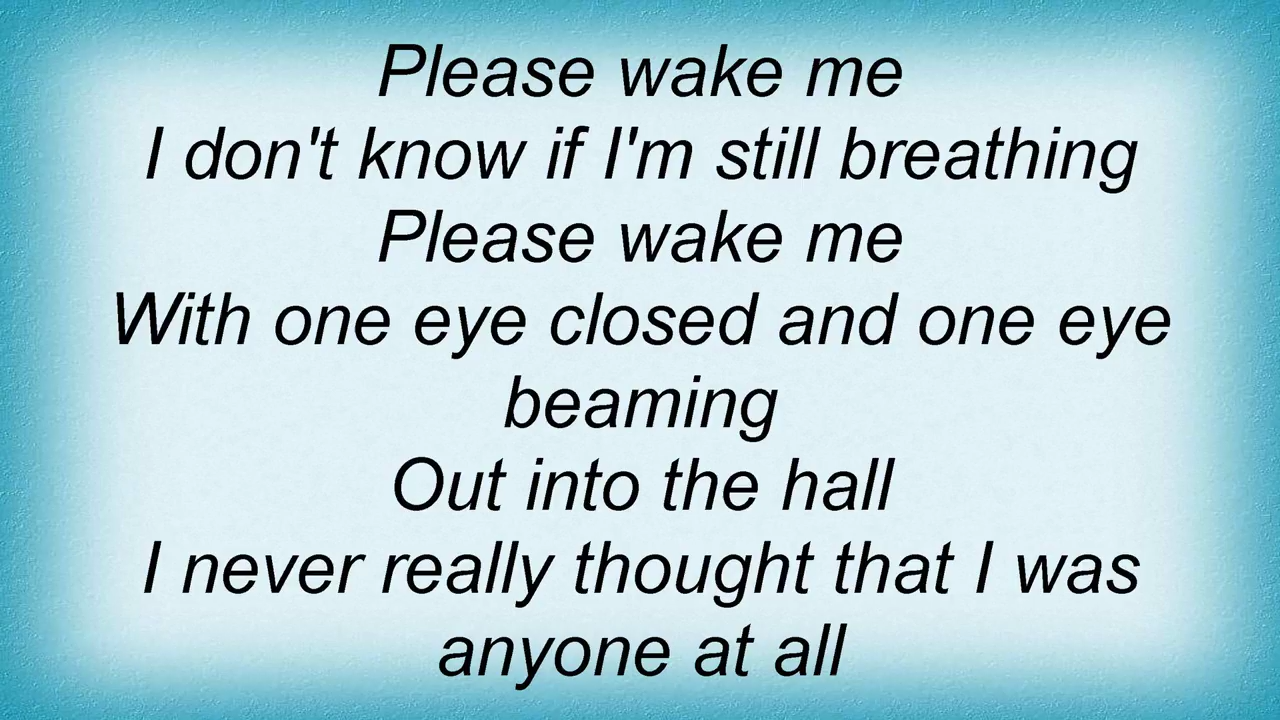 Please wake me
I don't know if I'm still breathing
Please wake me
With one eye closed and one eye
beaming
Out into the hall
I never really thought that I was
anyone at all